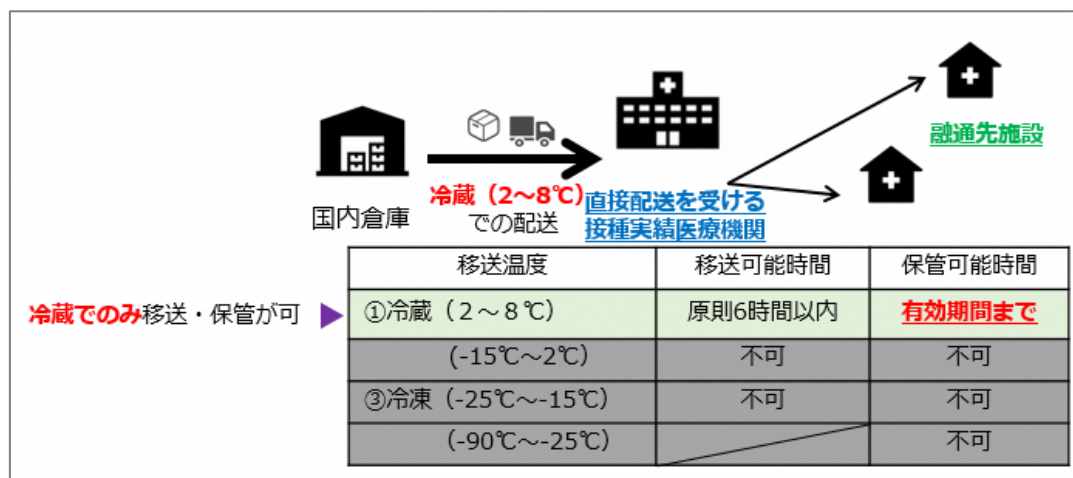 融通先施設
国内倉庫
冷蔵（2～8℃）
での配送
直接配送を受ける
接種実績医療機関
移送温度 移送可能時間 保管可能時間
冷蔵でのみ移送・保管が可
①冷蔵（2～8℃） 原則6時間以内 有効期間まで
(-15℃～2℃) 不可 不可
③冷凍（-25℃～-15℃） 不可 不可
(-90℃～-25℃) 不可